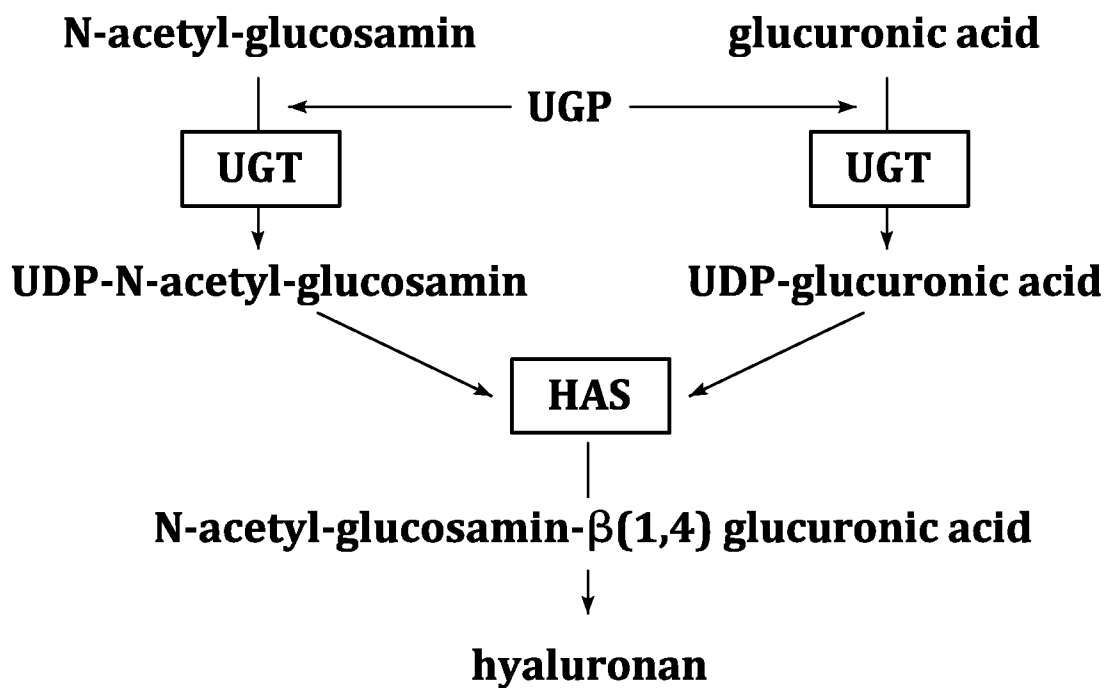 N-acetyl-glucosamin
glucuronic acid
UGP
UGT
UGT
UDP-N-acetyl-glucosamin
UDP-glucuronic acid
HAS
N-acetyl-glucosamin-β(1,4) glucuronic acid
hyaluronan